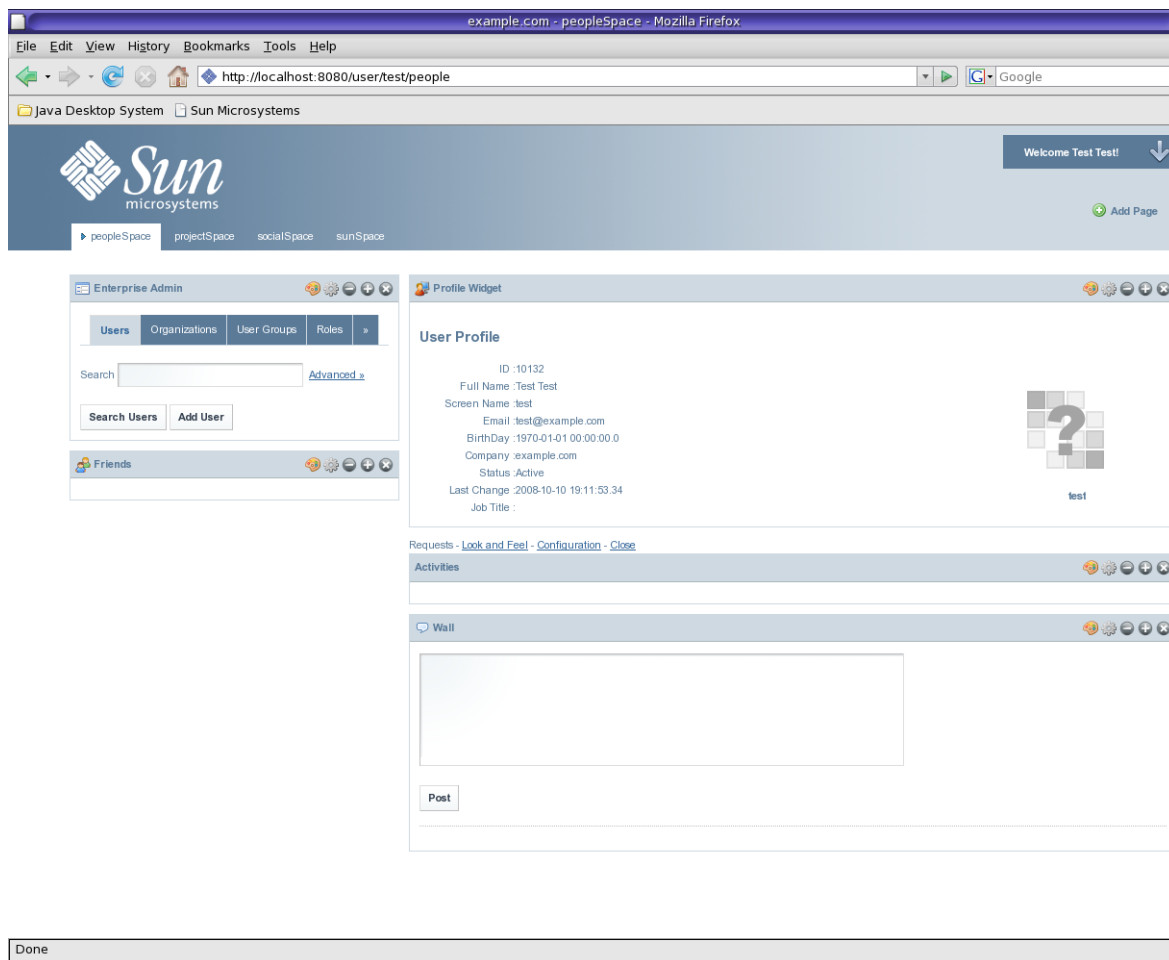 example.com - peopleSpace - Mozilla Firefox
File Edit View History Bookmarks Tools Help
http://localhost:8080/user/test/people
G Google
Java Desktop System Sun Microsystems
Sun
microsystems
Welcome Test Test!
Add Page
peopleSpace projectSpace socialSpace sunSpace
Enterprise Admin
Users Organizations User Groups Roles »
Search Advanced »
Search Users Add User
Friends
Profile Widget
User Profile
ID :10132
Full Name :Test Test
Screen Name :test
Email :test@example.com
BirthDay :1970-01-01 00:00:00.0
Company :example.com
Status :Active
Last Change :2008-10-10 19:11:53.34
Job Title :
?
test
Requests - Look and Feel - Configuration - Close
Activities
Wall
Post
Done